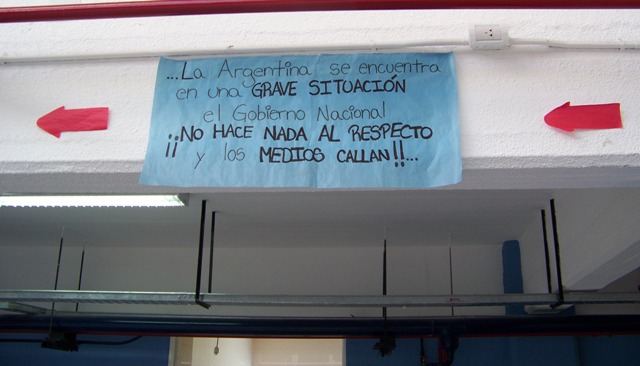 ...La Argentina se encuentra
en una GRAVE SITUACIÓN
el Gobierno Nacional
¡¡NO HACE NADA AL RESPECTO
y los MEDIOS CALLAN!!...